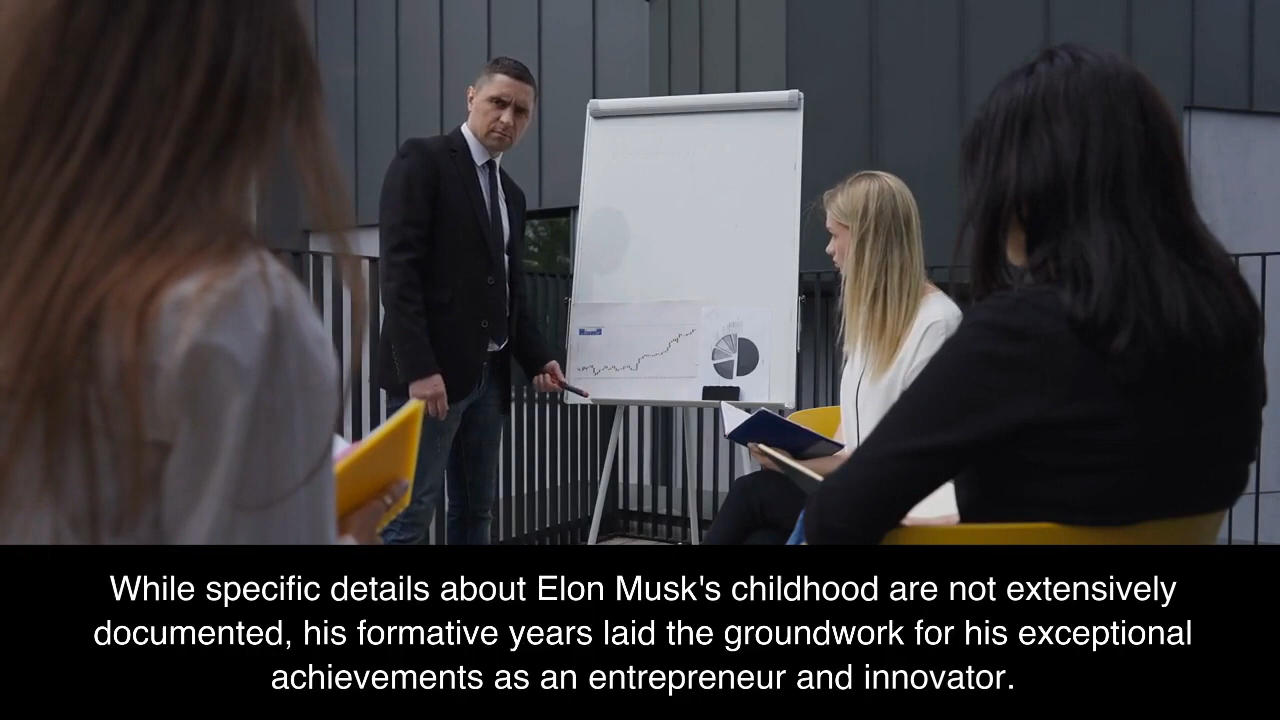 While specific details about Elon Musk's childhood are not extensively
documented, his formative years laid the groundwork for his exceptional
achievements as an entrepreneur and innovator.